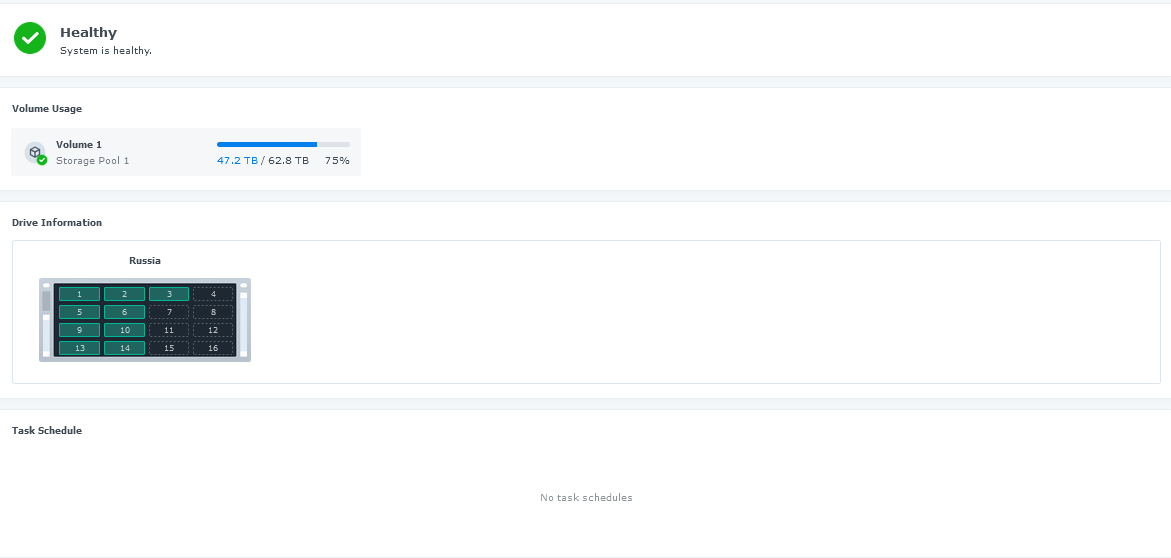 Healthy
System is healthy.
Volume Usage
Volume 1
Storage Pool 1
47.2 TB / 62.8 TB 75%
Drive Information
Russia
1 2 3 4
5 6 7 8
9 10 11 12
13 14 15 16
Task Schedule
No task schedules